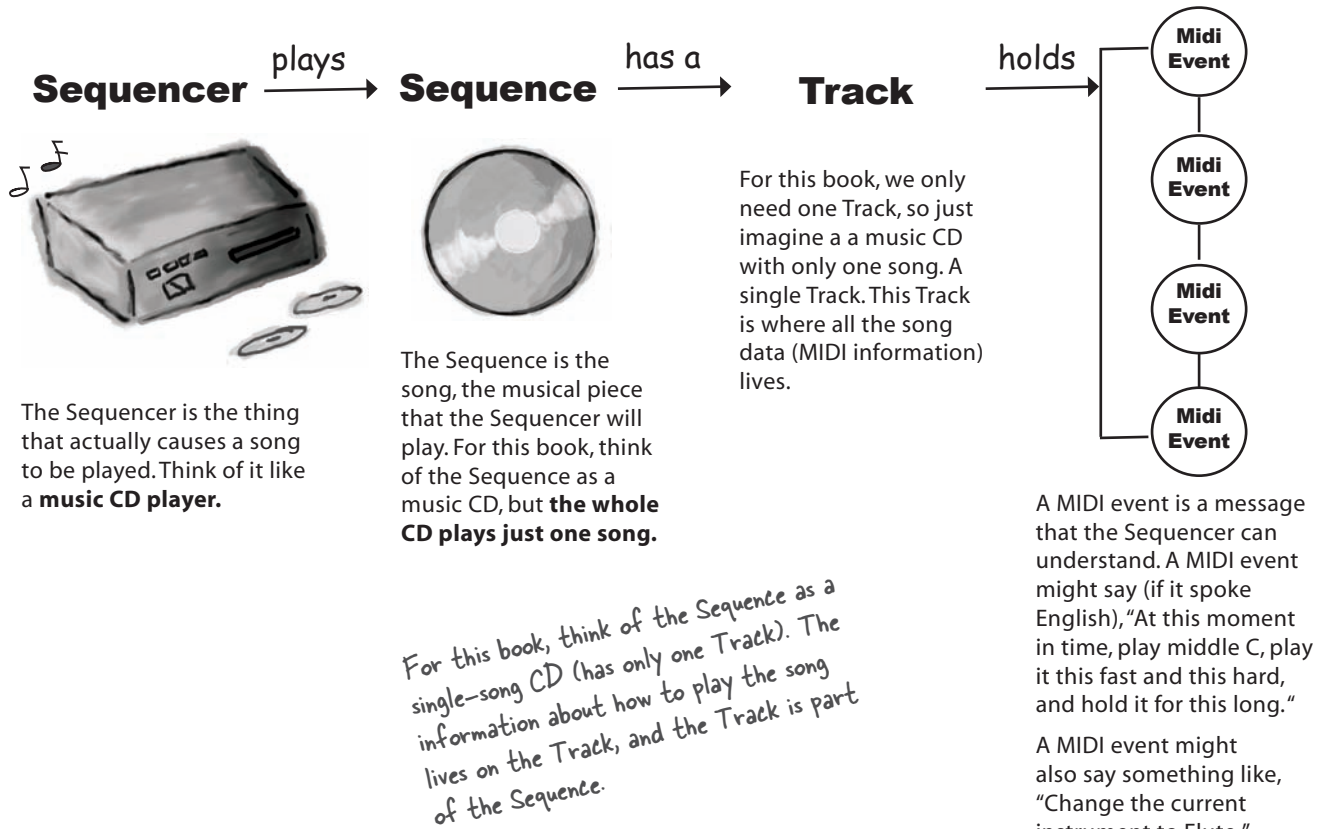 Sequencer
plays
Sequence
has a
Track
holds
Midi
Event
Midi
Event
Midi
Event
Midi
Event
The Sequencer is the thing
that actually causes a song
to be played. Think of it like
a music CD player.
The Sequence is the
song, the musical piece
that the Sequencer will
play. For this book, think
of the Sequence as a
music CD, but the whole
CD plays just one song.
For this book, we only
need one Track, so just
imagine a a music CD
with only one song. A
single Track. This Track
is where all the song
data (MIDI information)
lives.
A MIDI event is a message
that the Sequencer can
understand. A MIDI event
might say (if it spoke
English), “At this moment
in time, play middle C, play
it this fast and this hard,
and hold it for this long.“
A MIDI event might
also say something like,
“Change the current
instrument to Flute.”
For this book, think of the Sequence as a
single-song CD (has only one Track). The
information about how to play the song
lives on the Track, and the Track is part
of the Sequence.